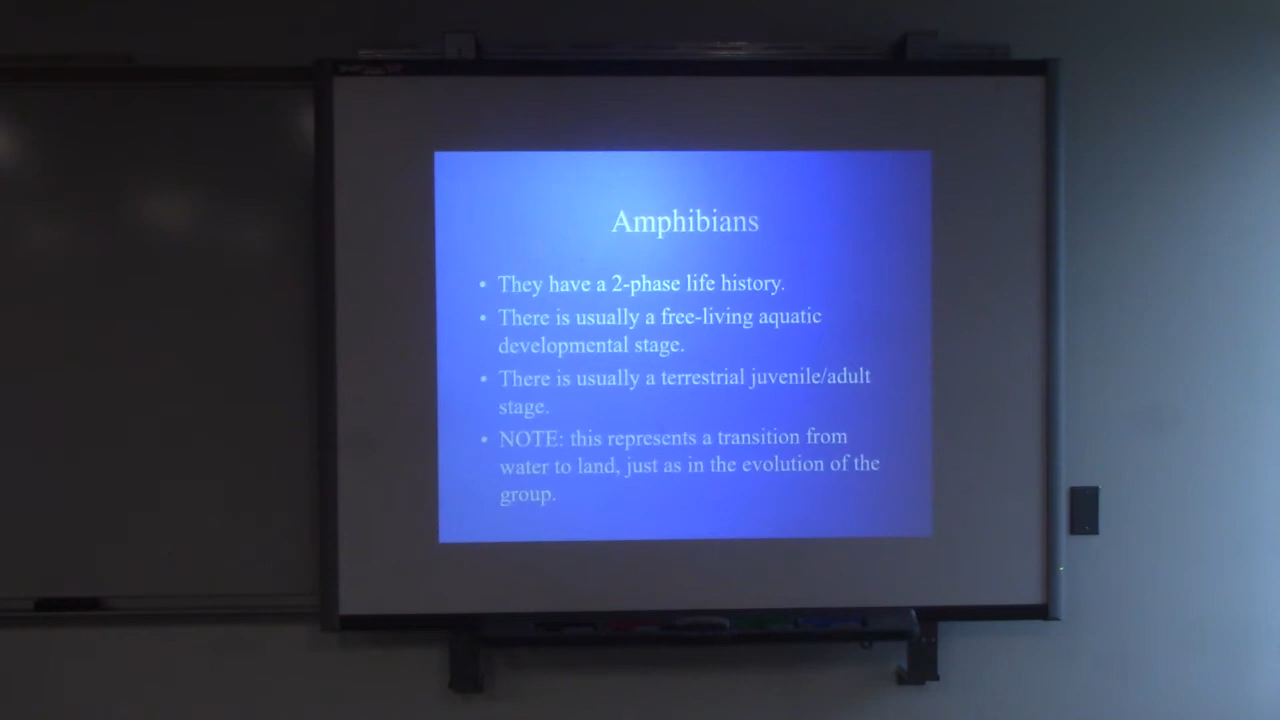 Amphibians
• They have a 2-phase life history.
• There is usually a free-living aquatic
developmental stage.
• There is usually a terrestrial juvenile/adult
stage.
• NOTE: this represents a transition from
water to land, just as in the evolution of the
group.